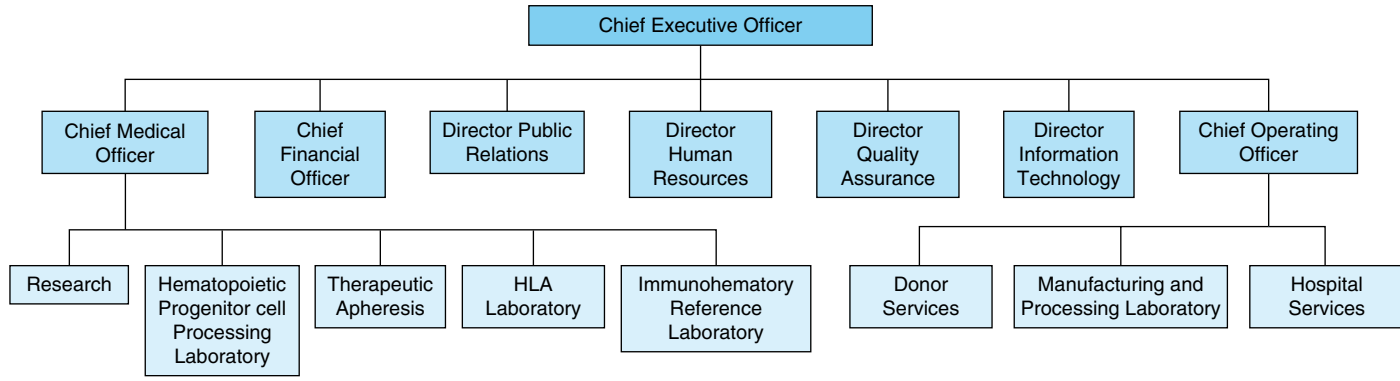 Chief Executive Officer
Chief Medical
Officer
Chief
Financial
Officer
Director Public
Relations
Director
Human
Resources
Director
Quality
Assurance
Director
Information
Technology
Chief Operating
Officer
Research
Hematopoietic
Progenitor cell
Processing
Laboratory
Therapeutic
Apheresis
HLA
Laboratory
Immunohematory
Reference
Laboratory
Donor
Services
Manufacturing and
Processing Laboratory
Hospital
Services